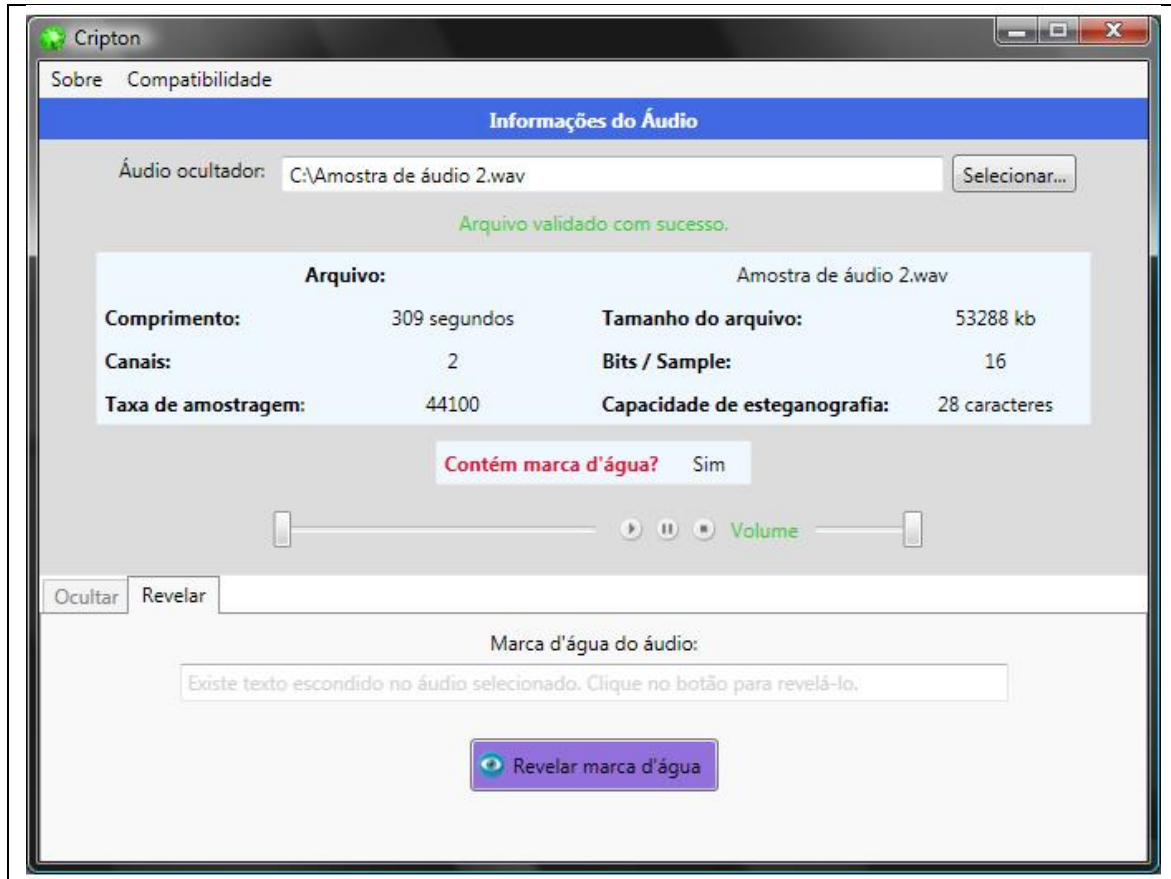 Cripton
Sobre Compatibilidade
Informações do Áudio
Áudio ocultador: C:\Amostra de áudio 2.wav Selecionar...
Arquivo validado com sucesso.
Arquivo: Amostra de áudio 2.wav
Comprimento: 309 segundos Tamanho do arquivo: 53288 kb
Canais: 2 Bits / Sample: 16
Taxa de amostragem: 44100 Capacidade de esteganografia: 28 caracteres
Contém marca d'água? Sim
Volume
Ocultar Revelar
Marca d'água do áudio:
Existe texto escondido no áudio selecionado. Clique no botão para revelá-lo.
Revelar marca d'água